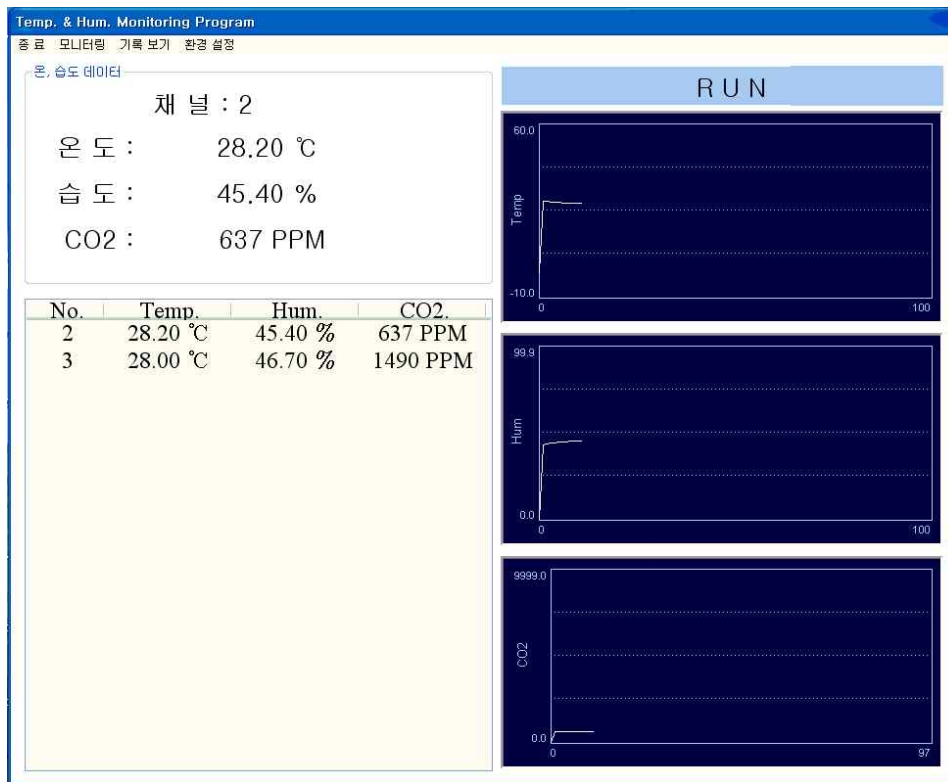 Temp. & Hum. Monitoring Program
종 료 모니터링 기록 보기 환경 설정
온, 습도 데이터
채 널 : 2
온 도 : 28.20 ℃
습 도 : 45.40 %
CO2 : 637 PPM
No. Temp. Hum. CO2.
2 28.20 ℃ 45.40 % 637 PPM
3 28.00 ℃ 46.70 % 1490 PPM
R U N
60.0
Temp
-10.0
0 100
99.9
Hum
0.0
0 100
9999.0
CO2
0.0
0 97